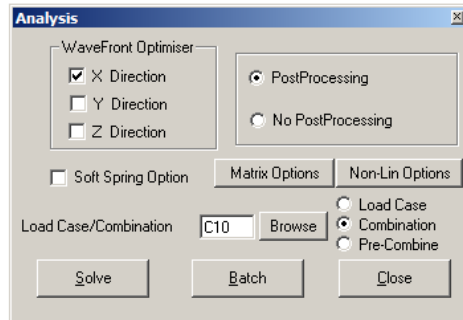 Analysis
WaveFront Optimiser
X Direction
Y Direction
Z Direction
PostProcessing
No PostProcessing
Soft Spring Option
Matrix Options
Non-Lin Options
Load Case/Combination
C10
Browse
Load Case
Combination
Pre-Combine
Solve
Batch
Close